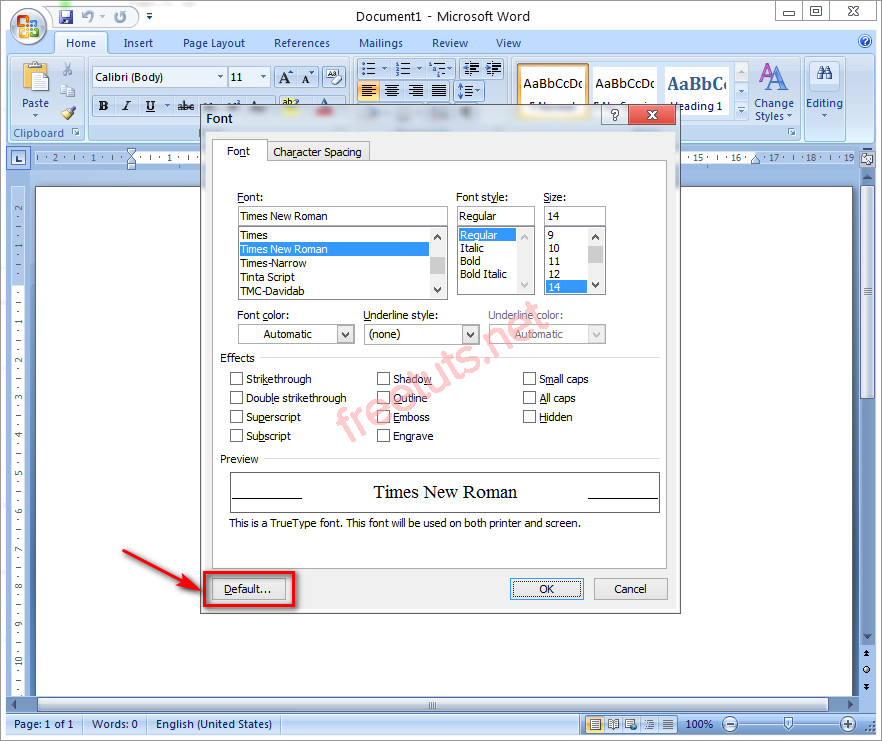 Document1 - Microsoft Word
Home Insert Page Layout References Mailings Review View
Calibri (Body) 11
Paste
B I U abc
AaBbCcDc AaBbCcDc AaBbCc
Heading 1
Change Styles
Editing
Clipboard
Font
Font Character Spacing
Font: Font style: Size:
Times New Roman Regular 14
Times Regular 9
Times New Roman Italic 10
Times-Narrow Bold 11
Tinta Script Bold Italic 12
TMC-Davidab 14
Font color: Underline style: Underline color:
Automatic (none) Automatic
Effects
Strikethrough Shadow Small caps
Double strikethrough Outline All caps
Superscript Emboss Hidden
Subscript Engrave
freetuts.net
Preview
Times New Roman
This is a TrueType font. This font will be used on both printer and screen.
Default... OK Cancel
Page: 1 of 1 Words: 0 English (United States) 100%